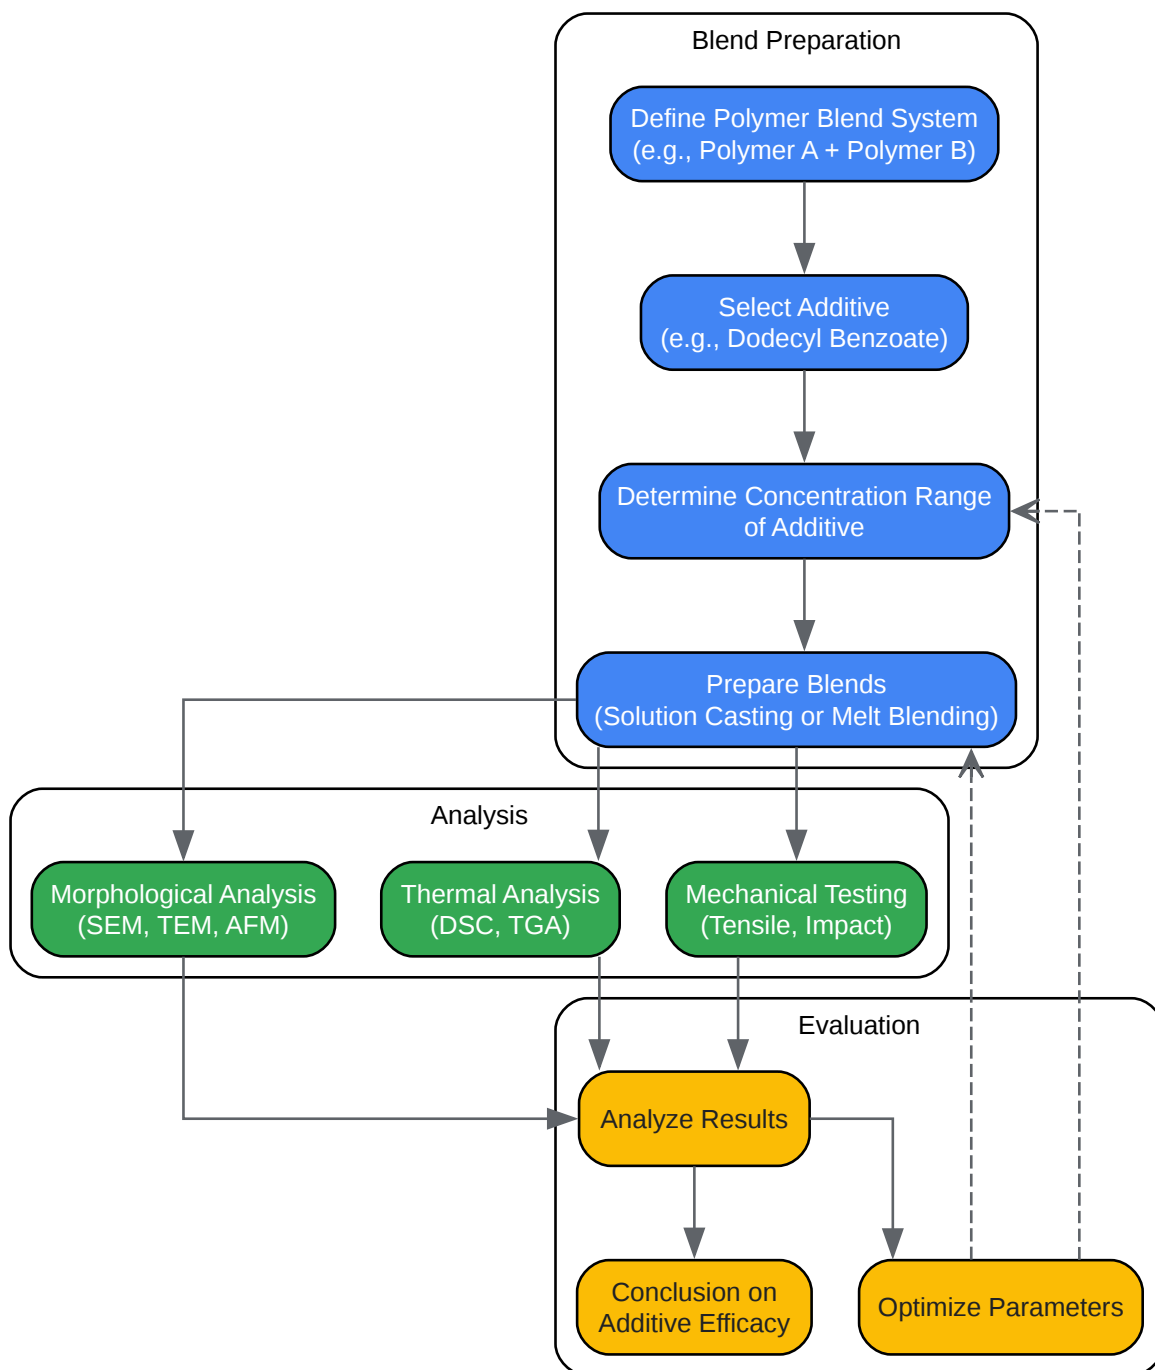 Blend Preparation
Define Polymer Blend System
(e.g., Polymer A + Polymer B)
Select Additive
(e.g., Dodecyl Benzoate)
Determine Concentration Range
of Additive
Prepare Blends
(Solution Casting or Melt Blending)
Analysis
Morphological Analysis
(SEM, TEM, AFM)
Thermal Analysis
(DSC, TGA)
Mechanical Testing
(Tensile, Impact)
Evaluation
Analyze Results
Conclusion on
Additive Efficacy
Optimize Parameters